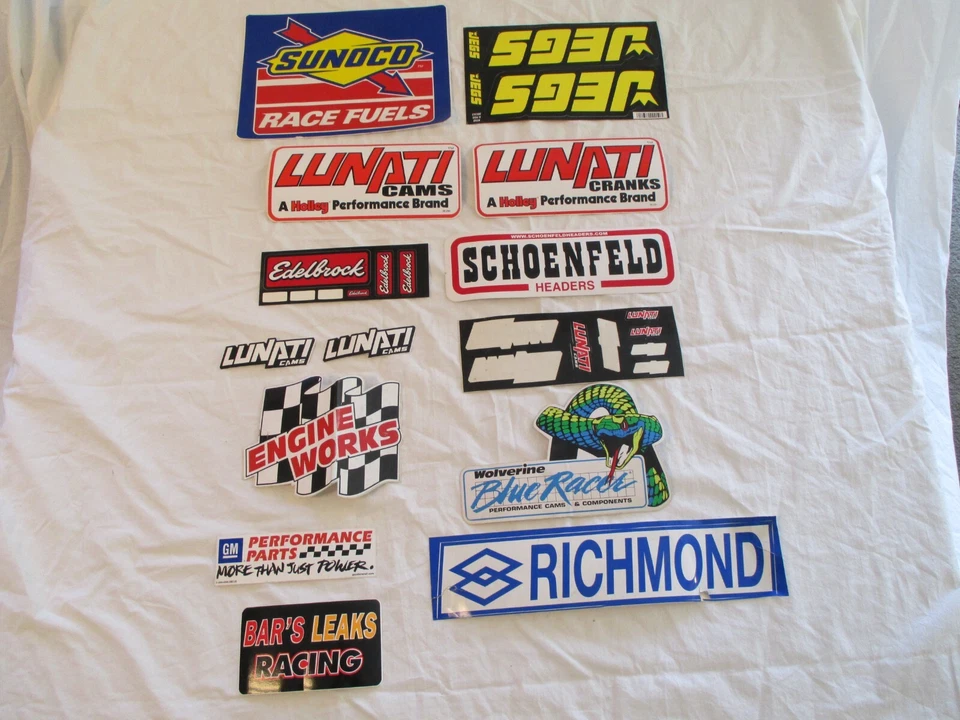 SUNOCO
RACE FUELS
JEGS
JEGS
JEGS
JEGS
LUNATI
CAMS
A Holley Performance Brand
LUNATI
CRANKS
A Holley Performance Brand
Edelbrock
Edelbrock
Edelbrock
Edelbrock
WWW.SCHOENFELDHEADERS.COM
SCHOENFELD
HEADERS
LUNATI
CAMS
LUNATI
CAMS
LUNATI
LUNATI
LUNATI
ENGINE
WORKS
Wolverine
Blue Racer
PERFORMANCE CAMS & COMPONENTS
GM
PERFORMANCE
PARTS
MORE THAN JUST POWER.
RICHMOND
BAR'S LEAKS
RACING